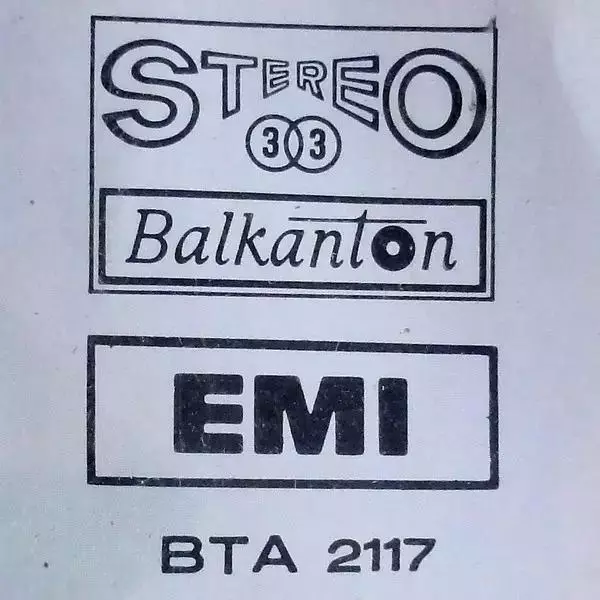 STEREO
33
Balkanton
EMI
BTA 2117